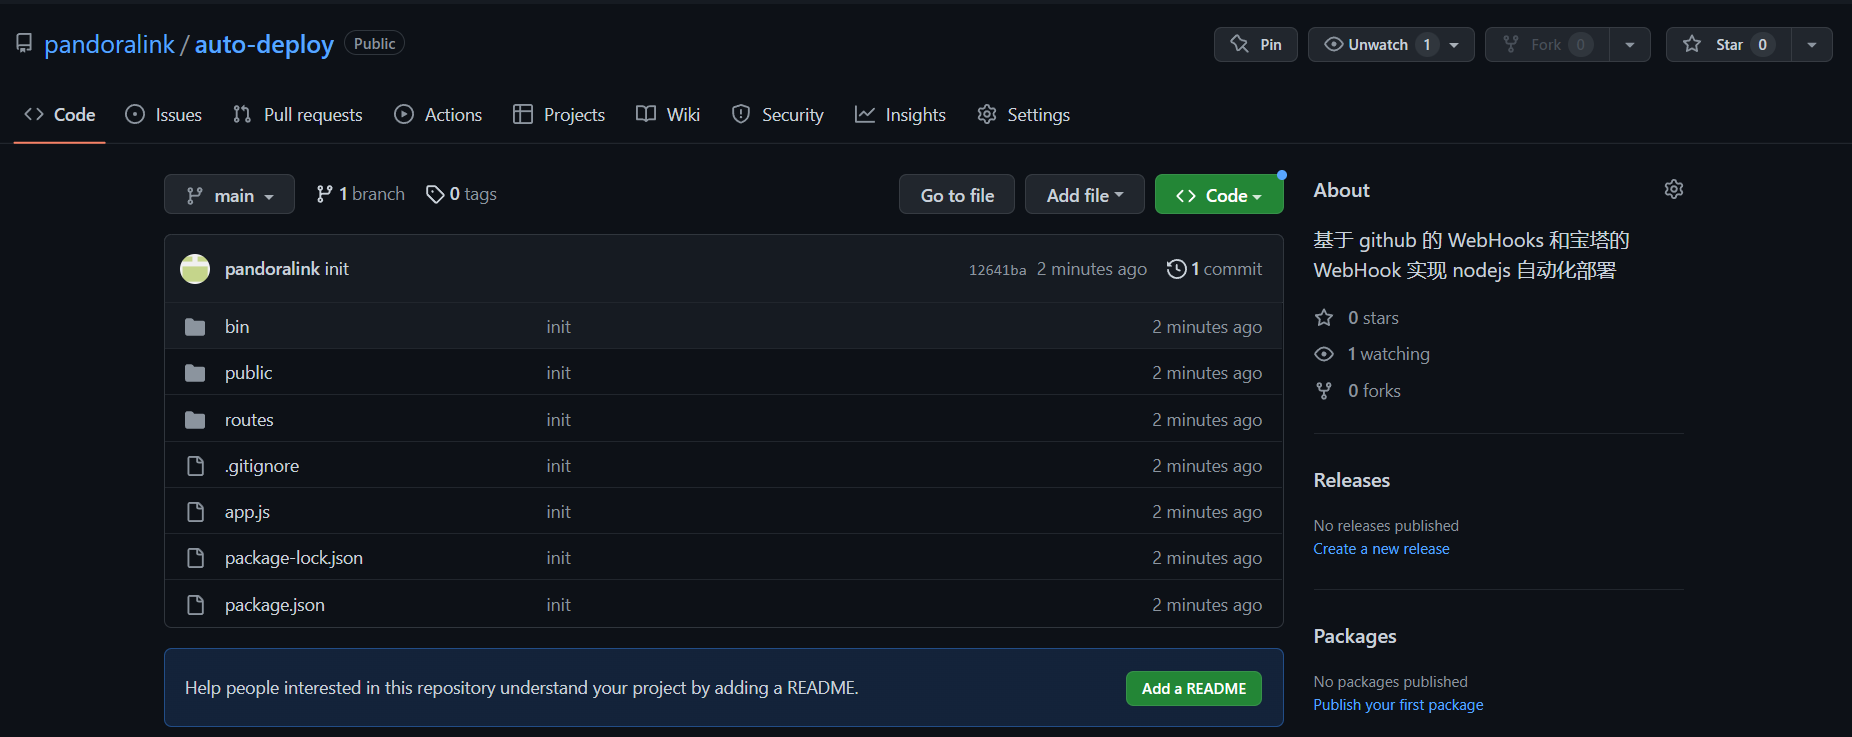 pandoralink / auto-deploy Public
Pin
Unwatch 1
Fork 0
Star 0
Code
Issues
Pull requests
Actions
Projects
Wiki
Security
Insights
Settings
main
1 branch
0 tags
Go to file
Add file
Code
pandoralink init
12641ba 2 minutes ago
1 commit
bin init 2 minutes ago
public init 2 minutes ago
routes init 2 minutes ago
.gitignore init 2 minutes ago
app.js init 2 minutes ago
package-lock.json init 2 minutes ago
package.json init 2 minutes ago
Help people interested in this repository understand your project by adding a README.
Add a README
About
基于 github 的 WebHooks 和宝塔的
WebHook 实现 nodejs 自动化部署
0 stars
1 watching
0 forks
Releases
No releases published
Create a new release
Packages
No packages published
Publish your first package